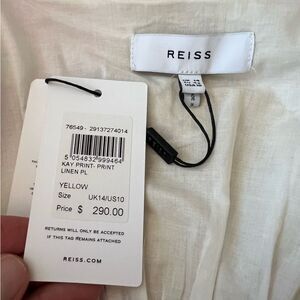 REISS
76549 - 29137274014
5 054832 999464
KAY PRINT- PRINT
LINEN PL
YELLOW
Size UK14/US10
Price $ 290.00
RETURNS WILL ONLY BE ACCEPTED
IF THIS TAG REMAINS ATTACHED
REISS.COM